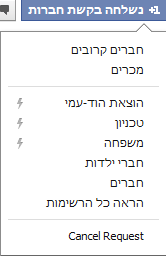 +1 נשלחה בקשת חברות
חברים קרובים
מכרים
הוצאת הוד-עמי
טכניון
משפחה
חברי ילדות
חברים
הראה כל הרשימות
Cancel Request